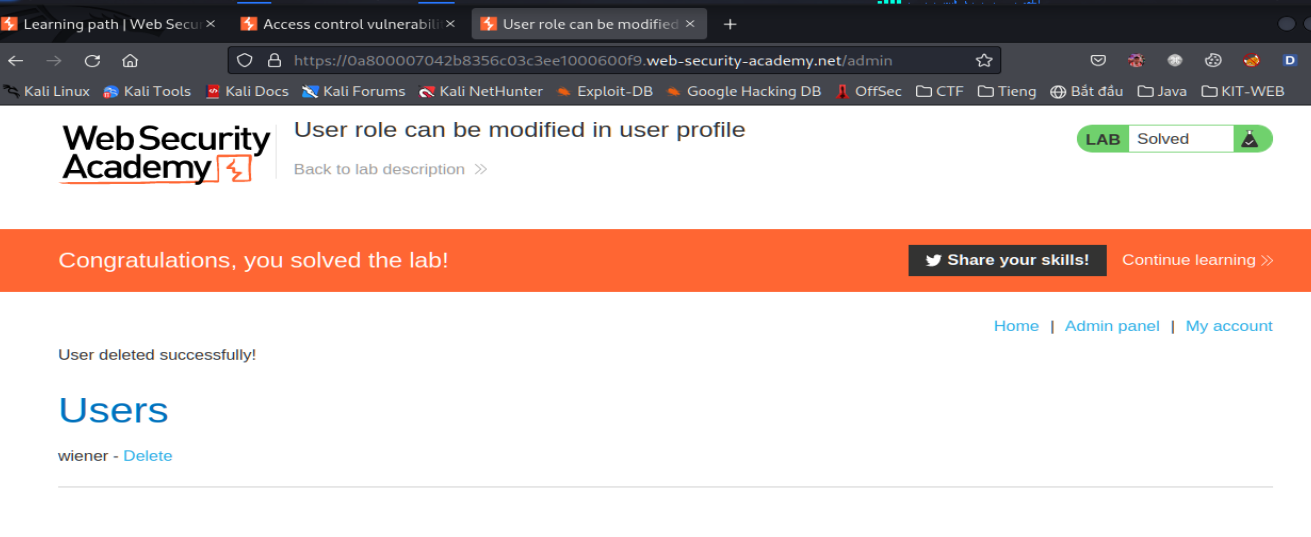 Learning path | Web Secur × Access control vulnerabili × User role can be modified × +
https://0a800007042b8356c03c3ee1000600f9.web-security-academy.net/admin
Kali Linux Kali Tools Kali Docs Kali Forums Kali NetHunter Exploit-DB Google Hacking DB OffSec CTF Tieng Bắt đầu Java KIT-WEB
Web Security
Academy
User role can be modified in user profile
Back to lab description >>
LAB Solved
Congratulations, you solved the lab!
Share your skills! Continue learning >>
Home | Admin panel | My account
User deleted successfully!
Users
wiener - Delete